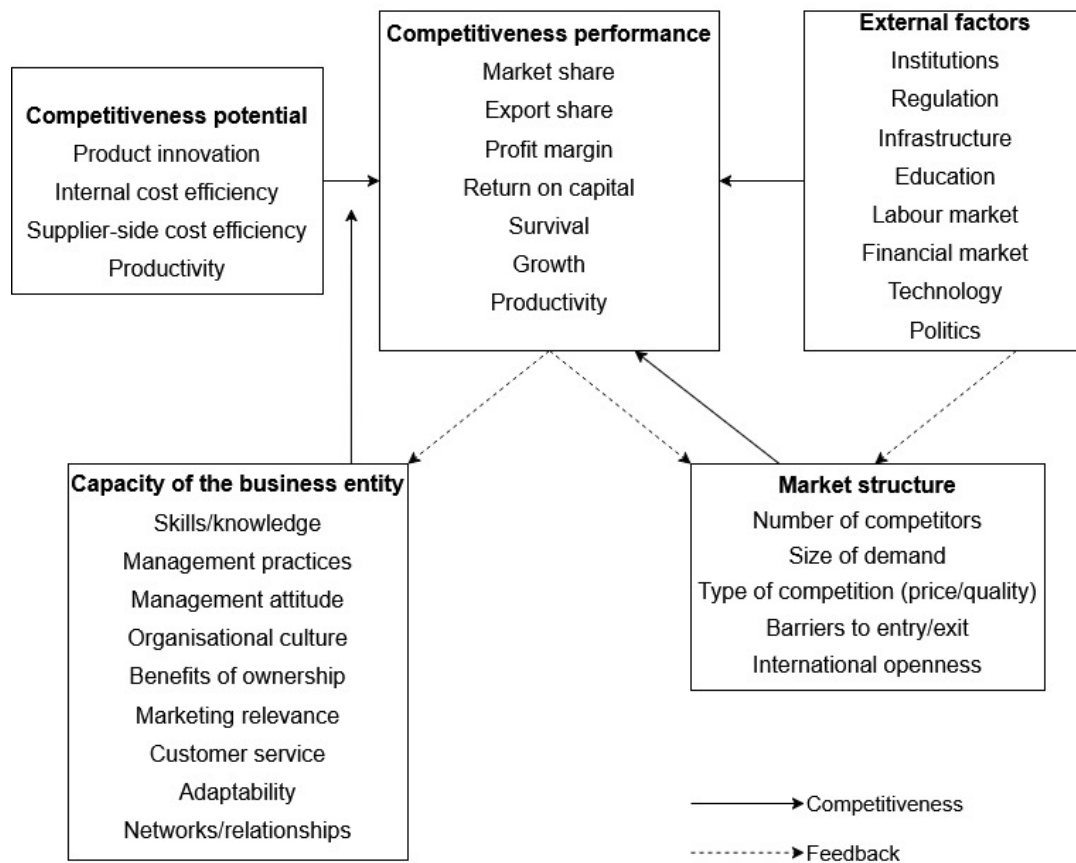 Competitiveness potential
Product innovation
Internal cost efficiency
Supplier-side cost efficiency
Productivity
Competitiveness performance
Market share
Export share
Profit margin
Return on capital
Survival
Growth
Productivity
External factors
Institutions
Regulation
Infrastructure
Education
Labour market
Financial market
Technology
Politics
Capacity of the business entity
Skills/knowledge
Management practices
Management attitude
Organisational culture
Benefits of ownership
Marketing relevance
Customer service
Adaptability
Networks/relationships
Market structure
Number of competitors
Size of demand
Type of competition (price/quality)
Barriers to entry/exit
International openness
Competitiveness
Feedback